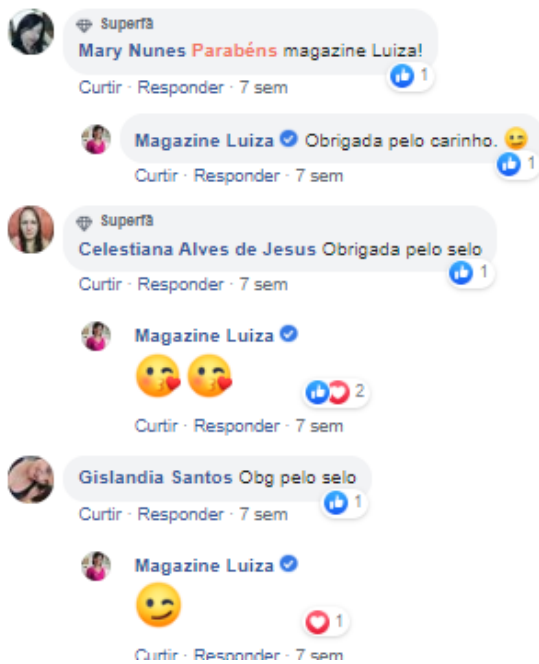 Superfã
Mary Nunes Parabéns magazine Luiza!
1
Curtir · Responder · 7 sem
Magazine Luiza Obrigada pelo carinho. 😉
1
Curtir · Responder · 7 sem
Superfã
Celestiana Alves de Jesus Obrigada pelo selo
1
Curtir · Responder · 7 sem
Magazine Luiza
😘😘
2
Curtir · Responder · 7 sem
Gislandia Santos Obg pelo selo
1
Curtir · Responder · 7 sem
Magazine Luiza
😉
1
Curtir · Responder · 7 sem